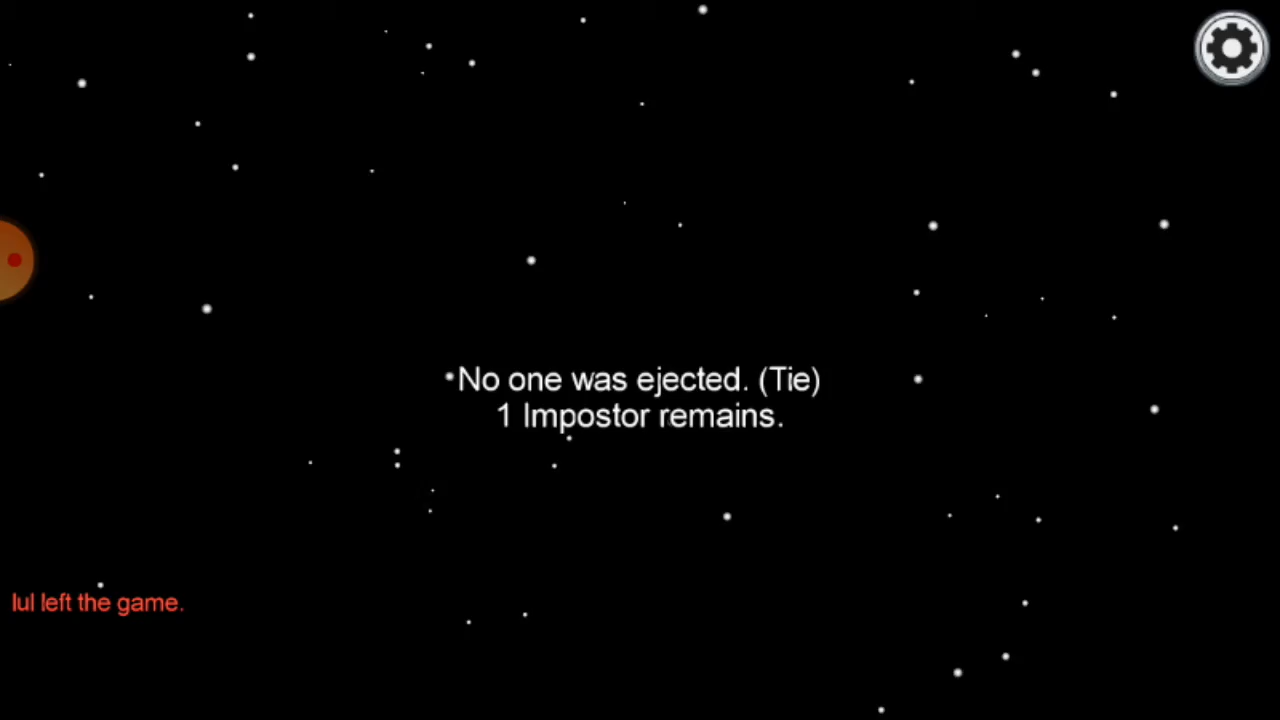 No one was ejected. (Tie)
1 Impostor remains.
lul left the game.